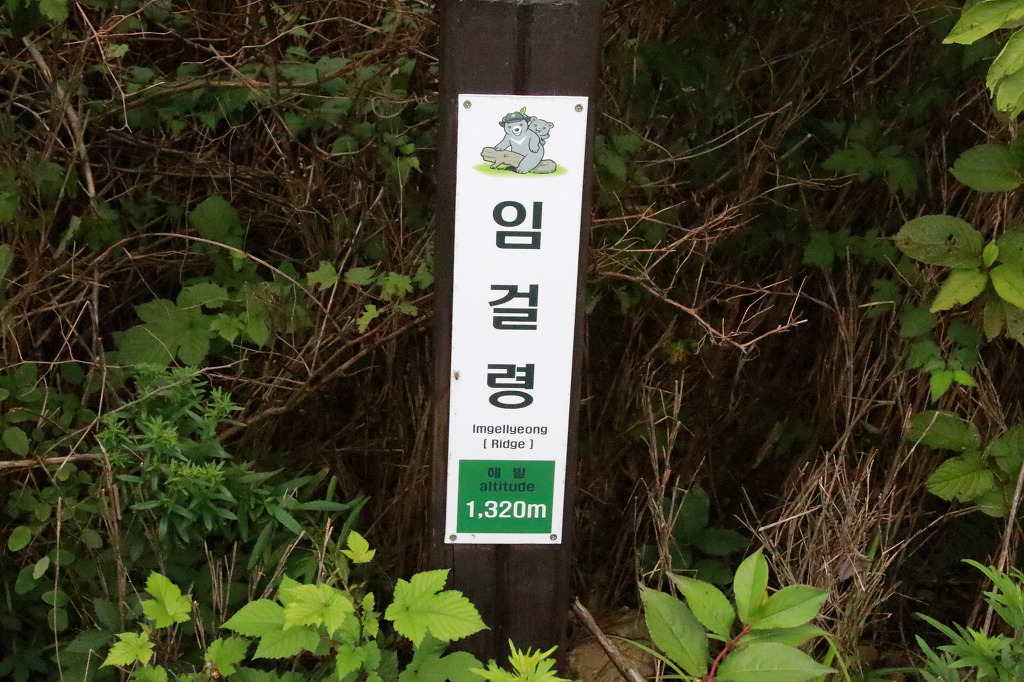 임
걸
령
Imgellyeong
[ Ridge ]
해 발
altitude
1,320m